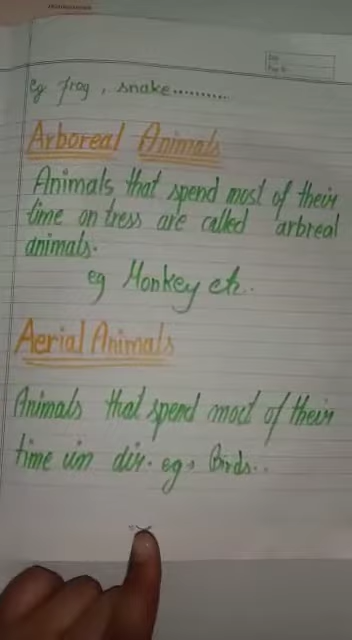 eg. frog, snake..........
Arboreal Animals
Animals that spend most of their
time on tress are called arbreal
animals.
eg Monkey etc..
Aerial Animals
Animals that spend most of their
time in air. eg, Birds..